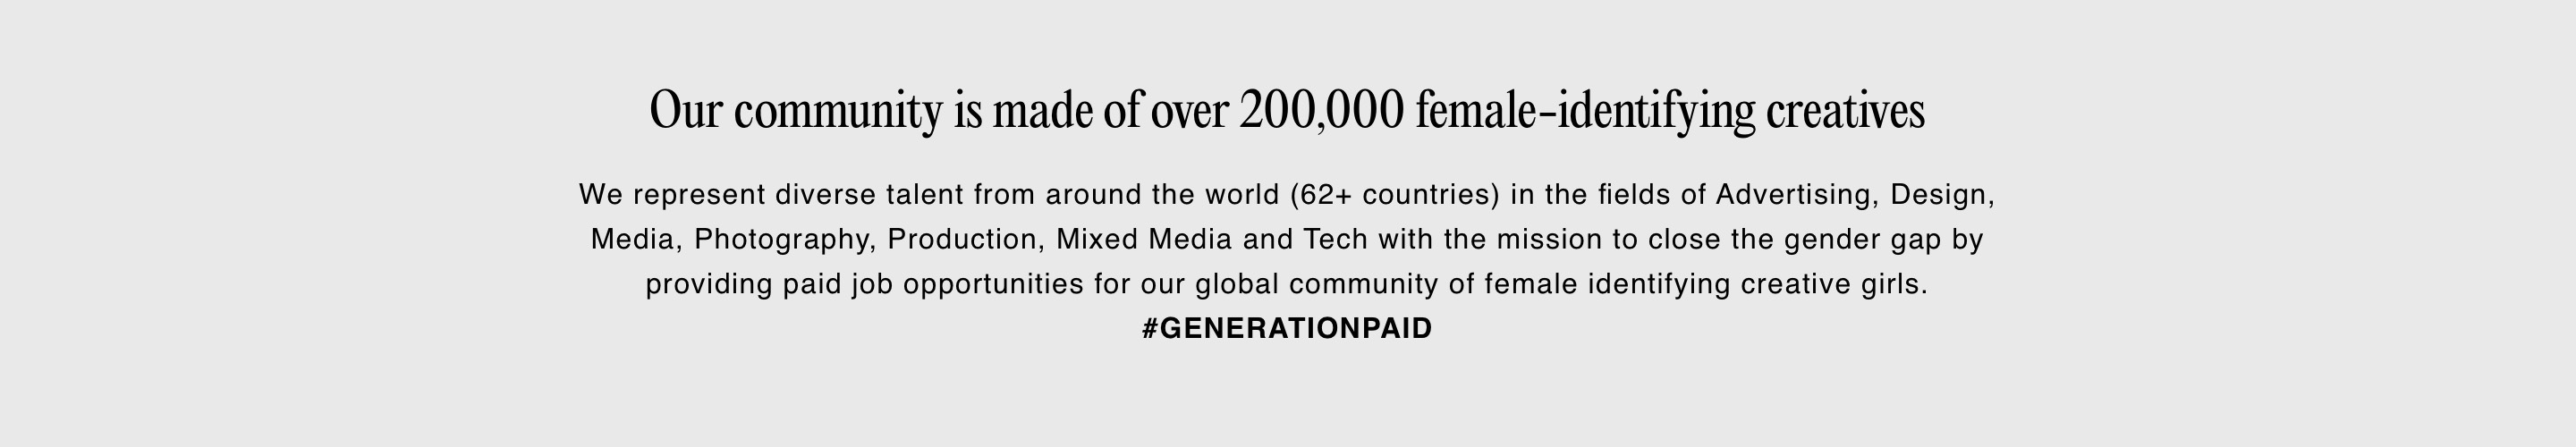 Our community is made of over 200,000 female-identifying creatives
We represent diverse talent from around the world (62+ countries) in the fields of Advertising, Design,
Media, Photography, Production, Mixed Media and Tech with the mission to close the gender gap by
providing paid job opportunities for our global community of female identifying creative girls.
#GENERATIONPAID